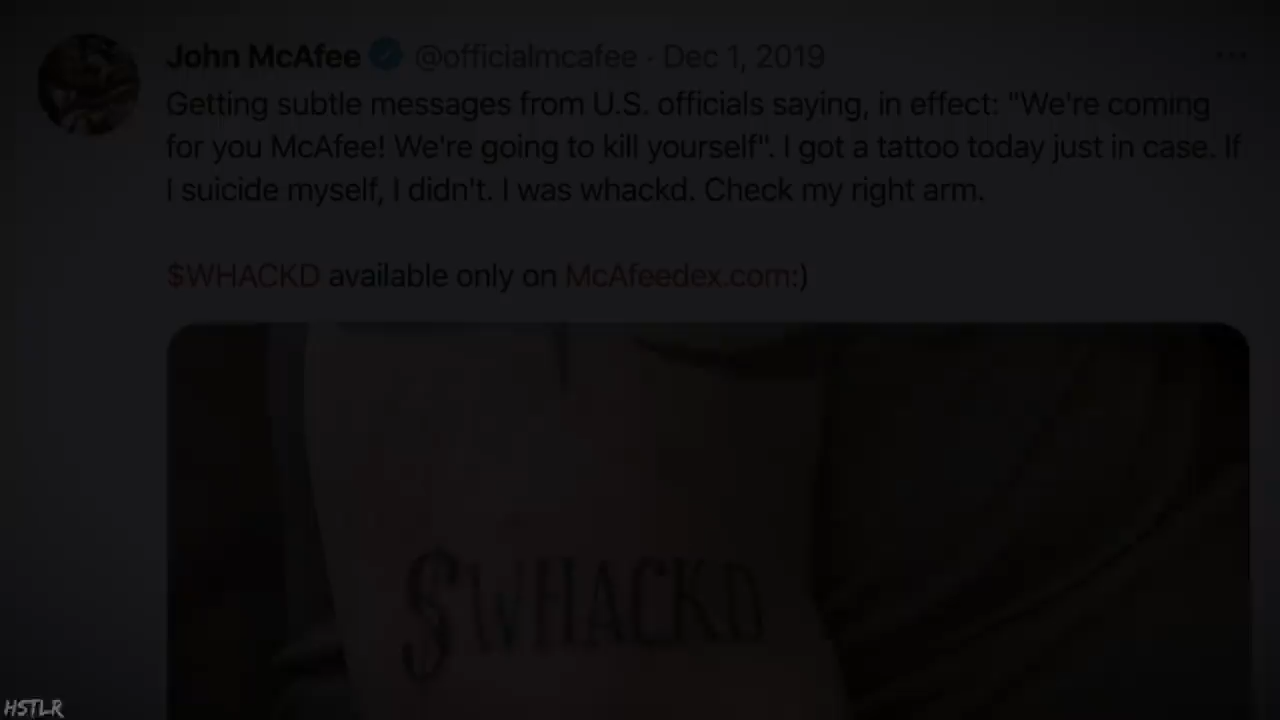 John McAfee @officialmcafee · Dec 1, 2019
Getting subtle messages from U.S. officials saying, in effect: "We're coming
for you McAfee! We're going to kill yourself". I got a tattoo today just in case. If
I suicide myself, I didn't. I was whackd. Check my right arm.
$WHACKD available only on McAfeedex.com:)
$WHACKD
HSTLR